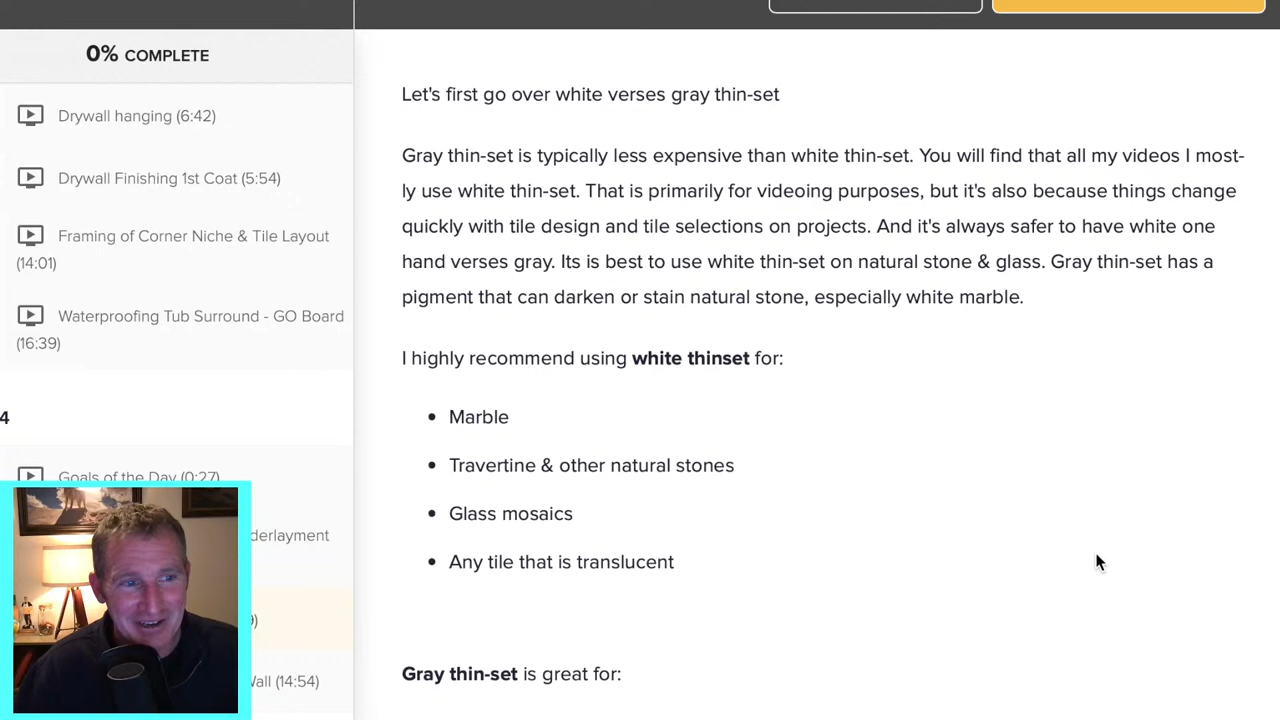 0% COMPLETE
Drywall hanging (6:42)
Drywall Finishing 1st Coat (5:54)
Framing of Corner Niche & Tile Layout
(14:01)
Waterproofing Tub Surround - GO Board
(16:39)
4
Goals of the Day (0:27)
derlayment
9)
Wall (14:54)
Let's first go over white verses gray thin-set
Gray thin-set is typically less expensive than white thin-set. You will find that all my videos I most-
ly use white thin-set. That is primarily for videoing purposes, but it's also because things change
quickly with tile design and tile selections on projects. And it's always safer to have white one
hand verses gray. Its is best to use white thin-set on natural stone & glass. Gray thin-set has a
pigment that can darken or stain natural stone, especially white marble.
I highly recommend using white thinset for:
• Marble
• Travertine & other natural stones
• Glass mosaics
• Any tile that is translucent
Gray thin-set is great for: